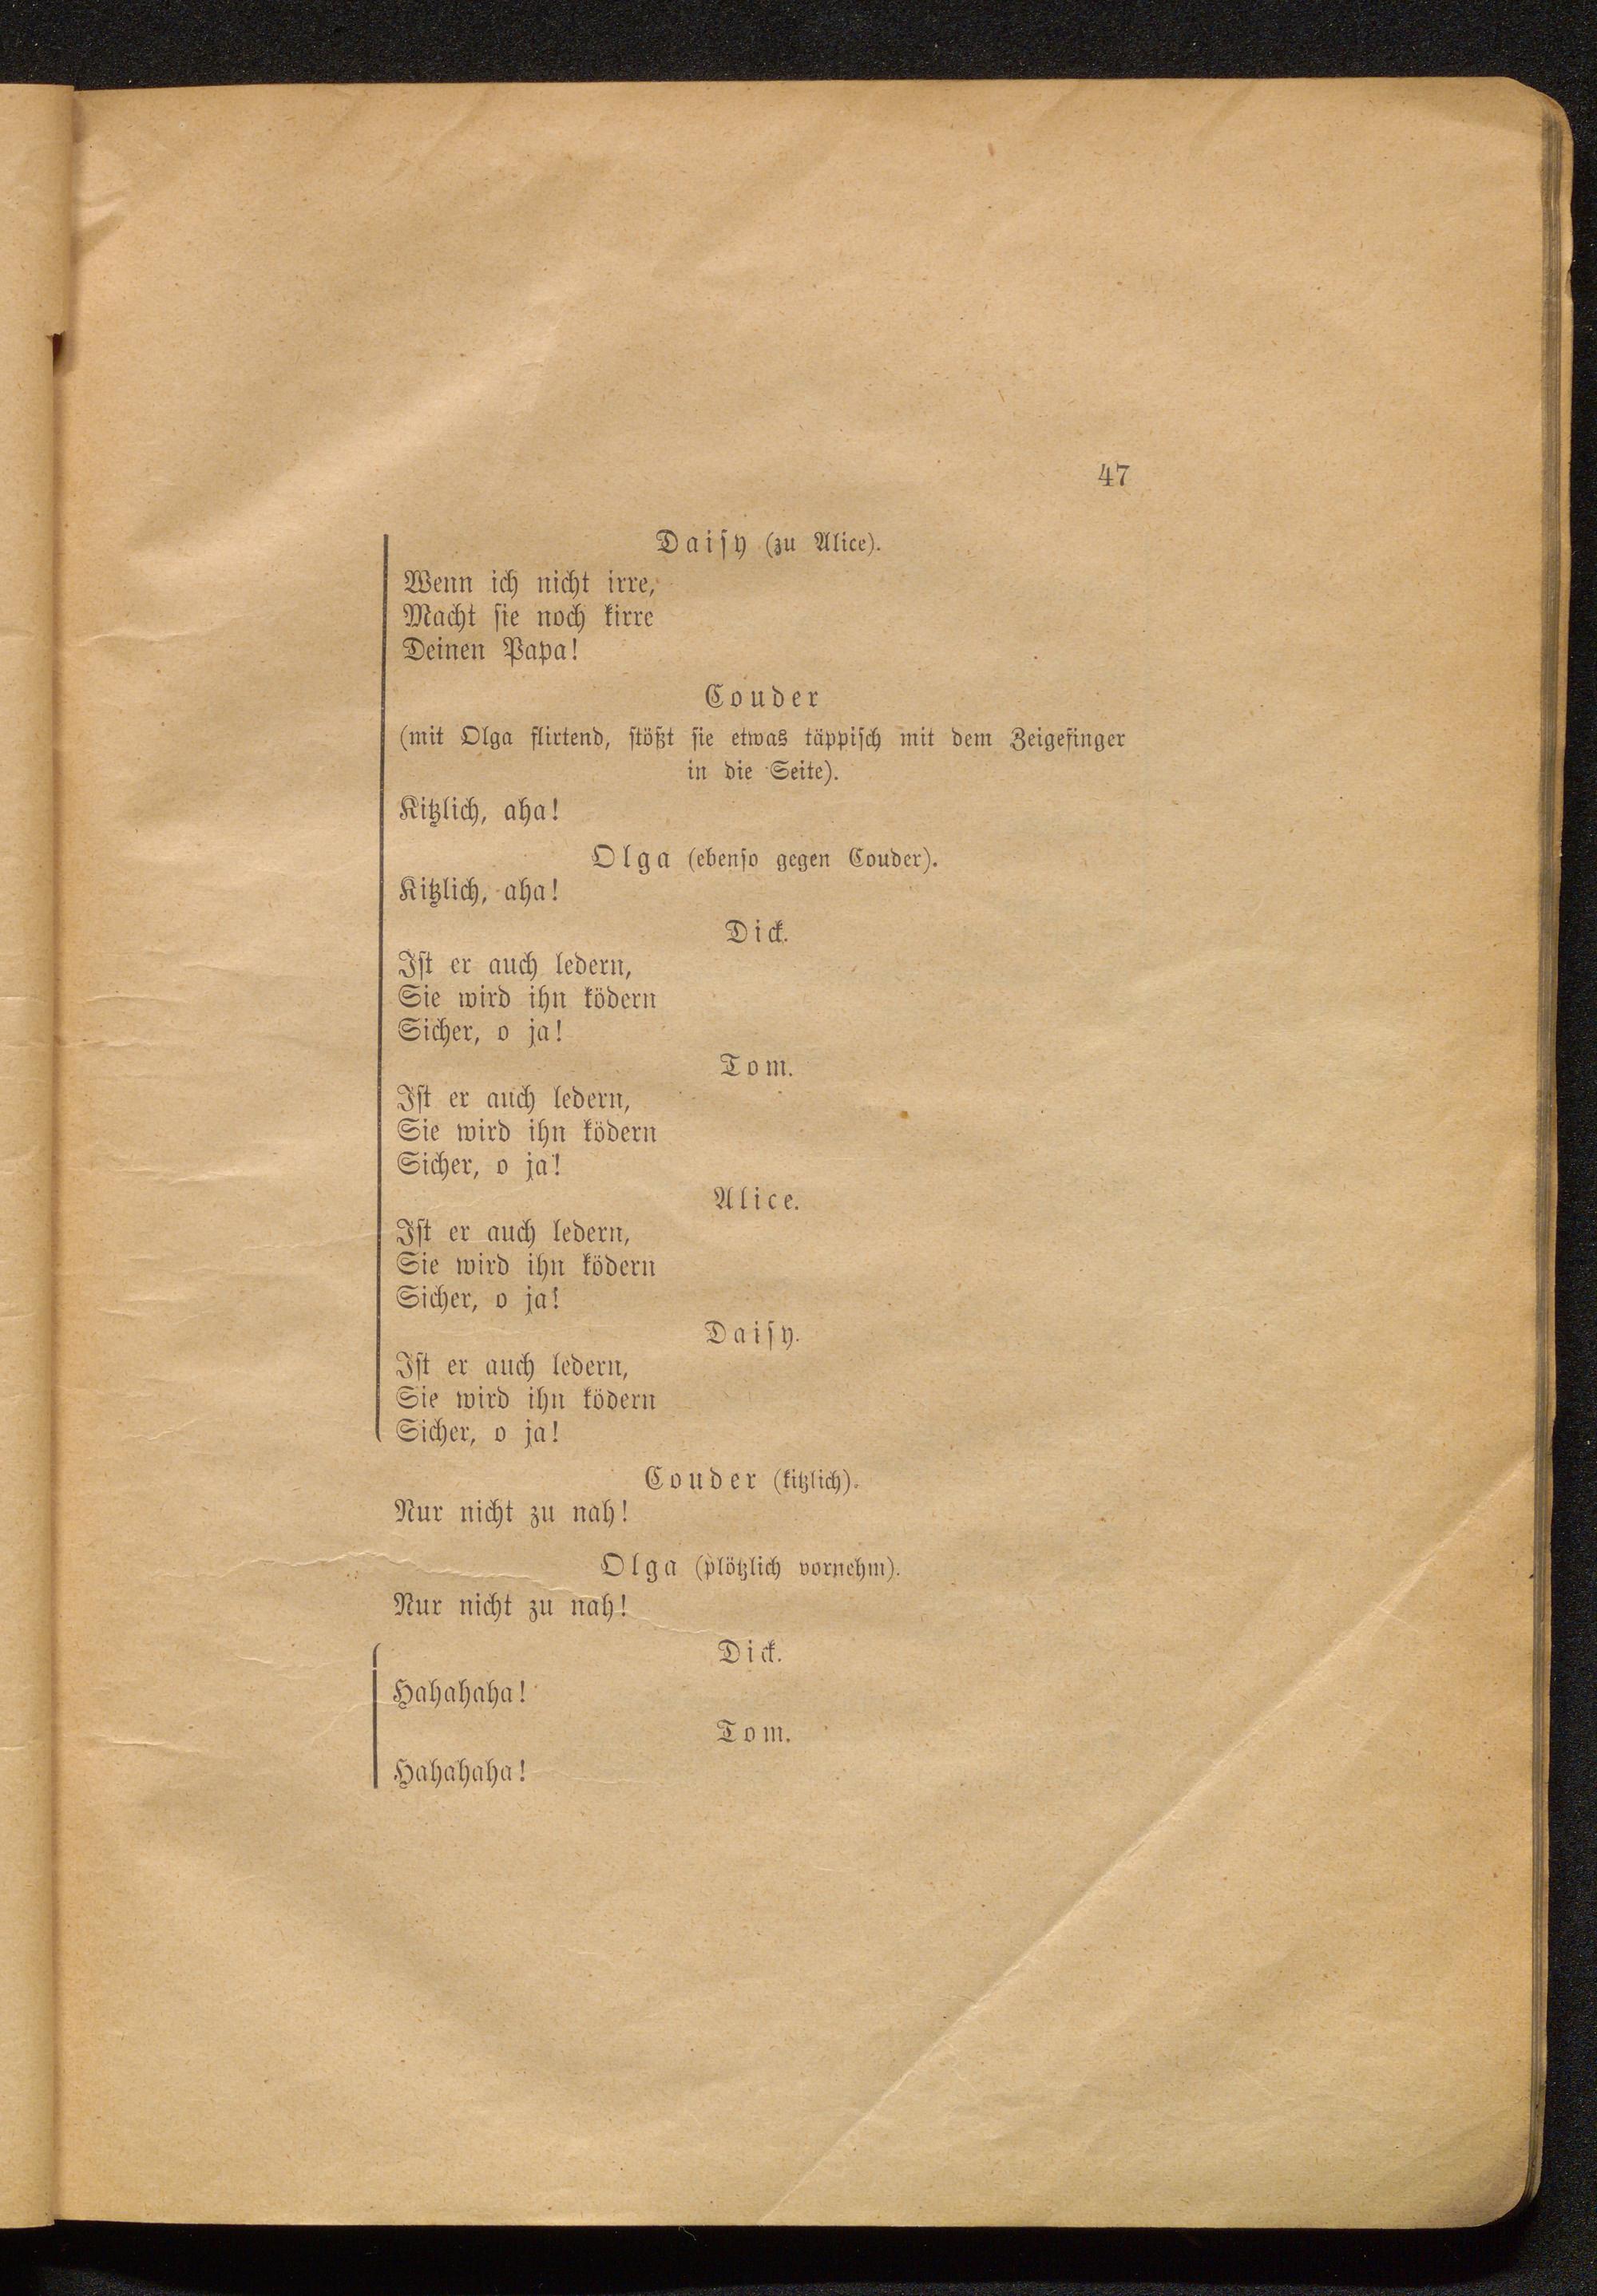 47
Daisy (zu Alice).
Wenn ich nicht irre,
Macht sie noch kirre
Deinen Papa!
Couder
(mit Olga flirtend, stößt sie etwas täppisch mit dem Zeigefinger
in die Seite).
Kitzlich, aha!
Olga (ebenso gegen Couder).
Kitzlich, aha!
Dick.
Ist er auch ledern,
Sie wird ihn ködern
Sicher, o ja!
Tom.
Ist er auch ledern,
Sie wird ihn ködern
Sicher, o ja!
Alice.
Ist er auch ledern,
Sie wird ihn ködern
Sicher, o ja!
Daisy.
Ist er auch ledern,
Sie wird ihn ködern
Sicher, o ja!
Couder (kitzlich).
Nur nicht zu nah!
Olga (plötzlich vornehm).
Nur nicht zu nah!
Dick.
Hahahaha!
Tom.
Hahahaha!